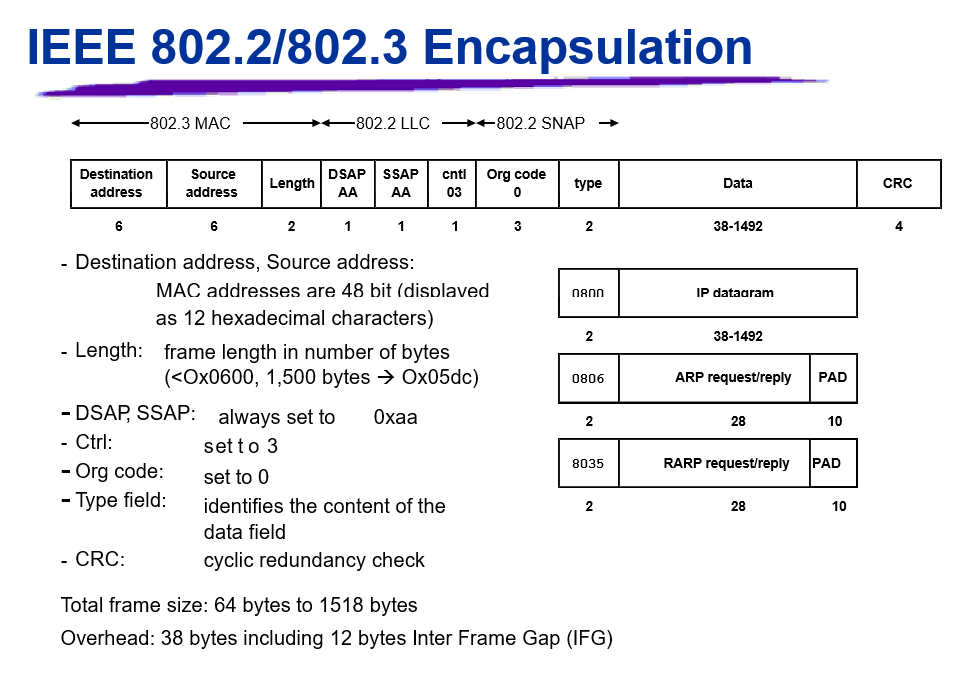 IEEE 802.2/802.3 Encapsulation
802.3 MAC 802.2 LLC 802.2 SNAP
Destination address Source address Length DSAP AA SSAP AA cntl 03 Org code 0 type Data CRC
6 6 2 1 1 1 3 2 38-1492 4
- Destination address, Source address:
MAC addresses are 48 bit (displayed
as 12 hexadecimal characters)
- Length: frame length in number of bytes
(<Ox0600, 1,500 bytes → Ox05dc)
- DSAP, SSAP: always set to 0xaa
- Ctrl: set to 3
- Org code: set to 0
- Type field: identifies the content of the
data field
- CRC: cyclic redundancy check
0800 IP datagram
2 38-1492
0806 ARP request/reply PAD
2 28 10
8035 RARP request/reply PAD
2 28 10
Total frame size: 64 bytes to 1518 bytes
Overhead: 38 bytes including 12 bytes Inter Frame Gap (IFG)